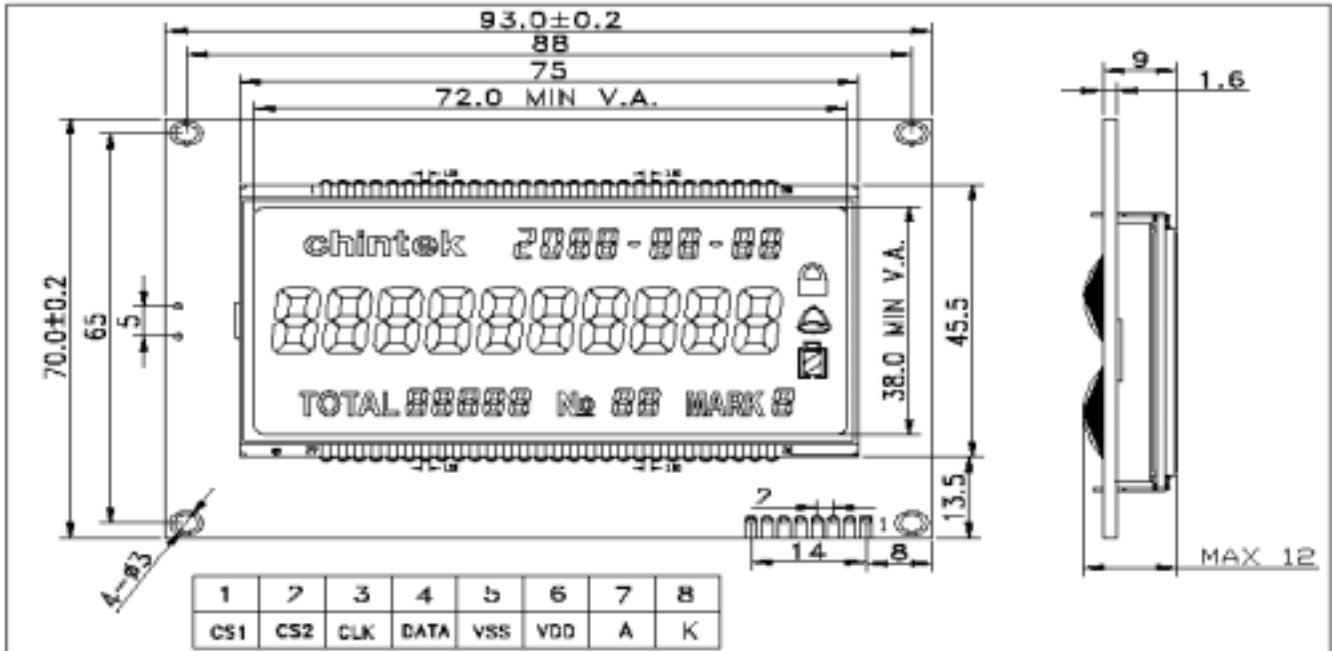 93.0±0.2
88
75
72.0 MIN V.A.
9
1.6
chintek 2088-88-88
8888888888
TOTAL 88888 № 88 MARK 8
70.0±0.2
65
5
38.0 MIN V.A.
45.5
13.5
2
1
14
8
4-ø3
MAX 12
1 2 3 4 5 6 7 8
CS1 CS2 CLK DATA VSS VDD A K